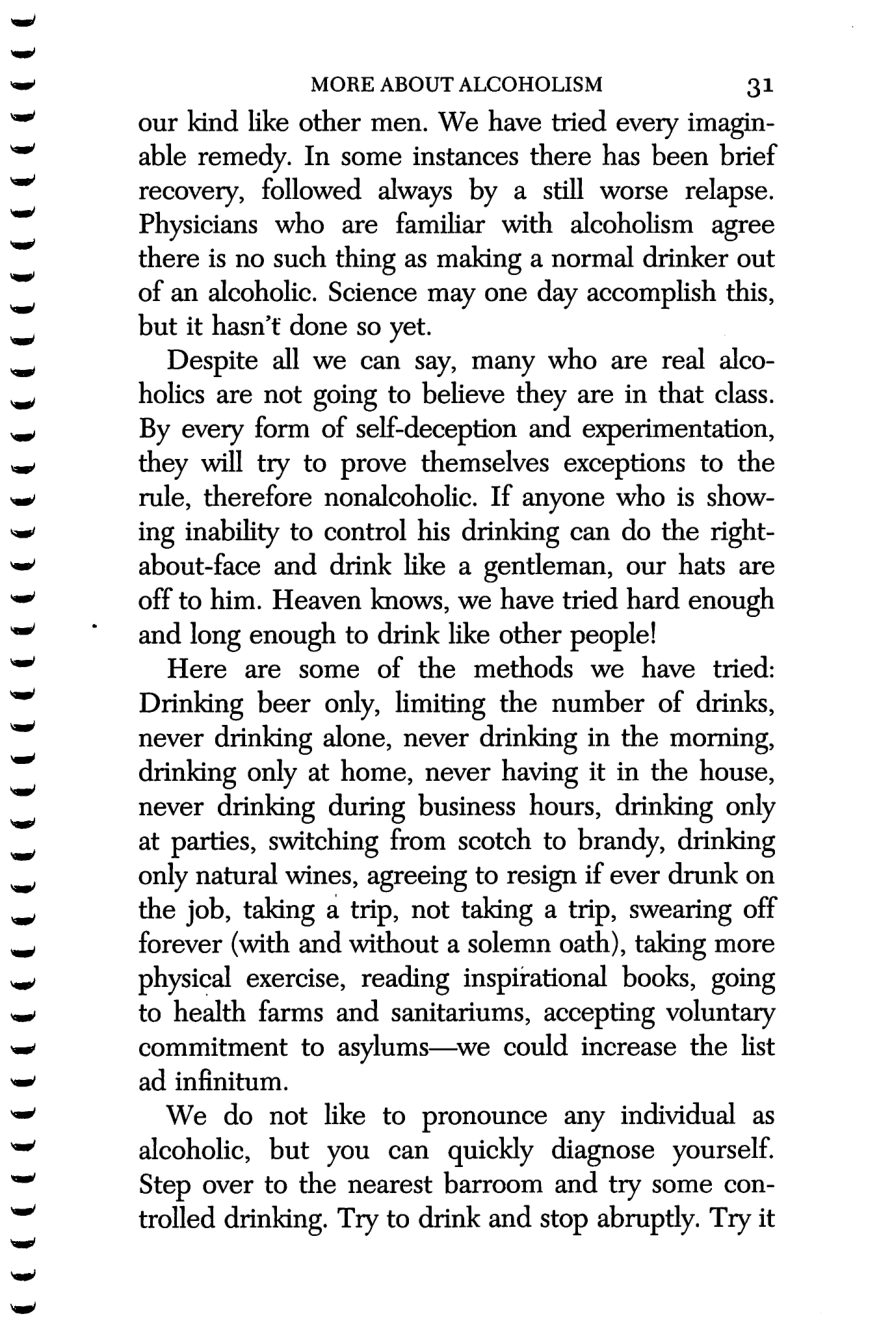 MORE ABOUT ALCOHOLISM 31
our kind like other men. We have tried every imagin-
able remedy. In some instances there has been brief
recovery, followed always by a still worse relapse.
Physicians who are familiar with alcoholism agree
there is no such thing as making a normal drinker out
of an alcoholic. Science may one day accomplish this,
but it hasn't done so yet.
Despite all we can say, many who are real alco-
holics are not going to believe they are in that class.
By every form of self-deception and experimentation,
they will try to prove themselves exceptions to the
rule, therefore nonalcoholic. If anyone who is show-
ing inability to control his drinking can do the right-
about-face and drink like a gentleman, our hats are
off to him. Heaven knows, we have tried hard enough
and long enough to drink like other people!
Here are some of the methods we have tried:
Drinking beer only, limiting the number of drinks,
never drinking alone, never drinking in the morning,
drinking only at home, never having it in the house,
never drinking during business hours, drinking only
at parties, switching from scotch to brandy, drinking
only natural wines, agreeing to resign if ever drunk on
the job, taking a trip, not taking a trip, swearing off
forever (with and without a solemn oath), taking more
physical exercise, reading inspirational books, going
to health farms and sanitariums, accepting voluntary
commitment to asylums—we could increase the list
ad infinitum.
We do not like to pronounce any individual as
alcoholic, but you can quickly diagnose yourself.
Step over to the nearest barroom and try some con-
trolled drinking. Try to drink and stop abruptly. Try it